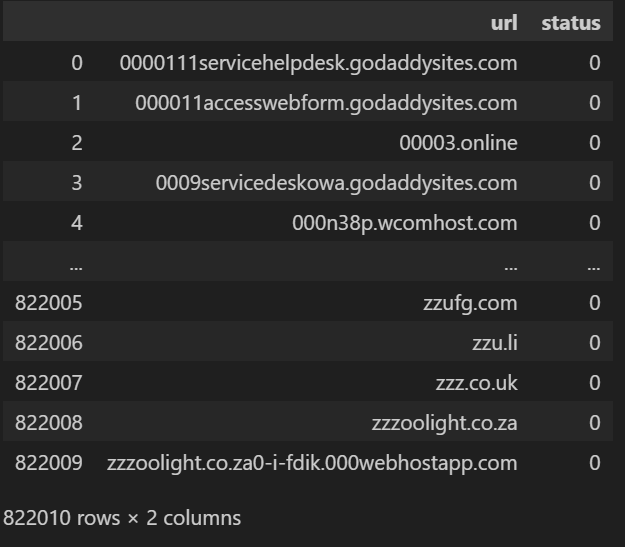 url status
0 0000111servicehelpdesk.godaddysites.com 0
1 000011accesswebform.godaddysites.com 0
2 00003.online 0
3 0009servicedeskowa.godaddysites.com 0
4 000n38p.wcomhost.com 0
... ... ...
822005 zzufg.com 0
822006 zzu.li 0
822007 zzz.co.uk 0
822008 zzzoolight.co.za 0
822009 zzzoolight.co.za0-i-fdik.000webhostapp.com 0
822010 rows × 2 columns